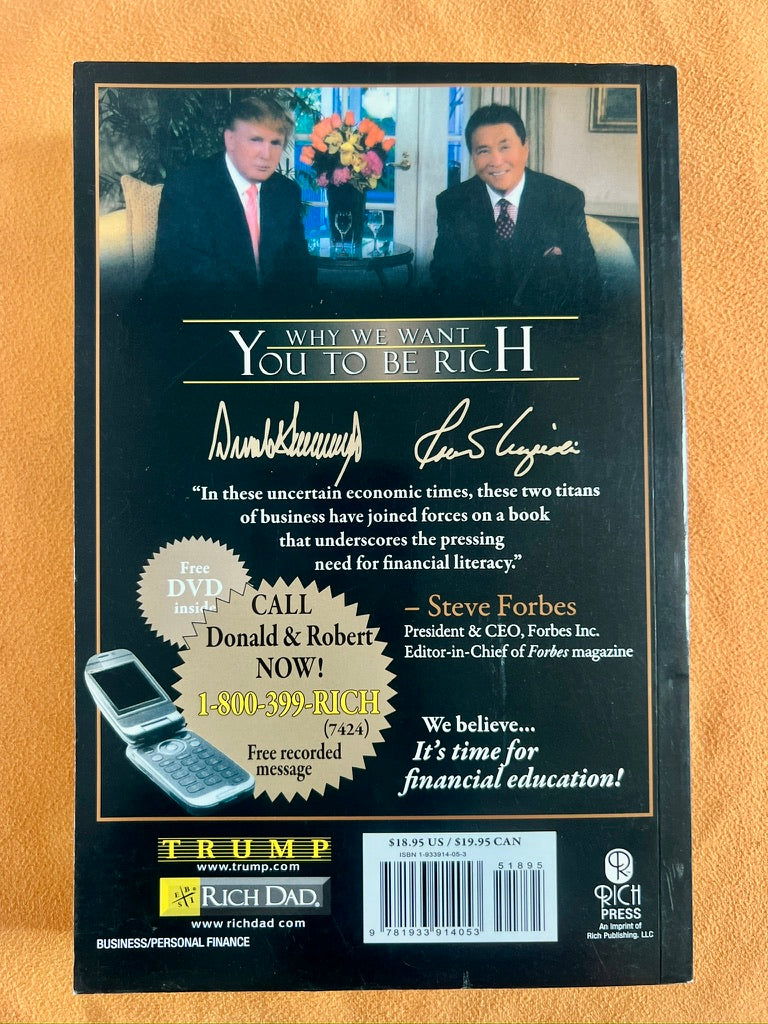 WHY WE WANT
YOU TO BE RICH
“In these uncertain economic times, these two titans
of business have joined forces on a book
that underscores the pressing
need for financial literacy.”
– Steve Forbes
President & CEO, Forbes Inc.
Editor-in-Chief of Forbes magazine
Free
DVD
inside
CALL
Donald & Robert
NOW!
1-800-399-RICH
(7424)
Free recorded
message
We believe...
It's time for
financial education!
TRUMP
www.trump.com
EBSI RICH DAD.
www.richdad.com
BUSINESS/PERSONAL FINANCE
$18.95 US / $19.95 CAN
ISBN 1-933914-05-3
51895
9 781933 914053
RICH
PRESS
An Imprint of
Rich Publishing, LLC